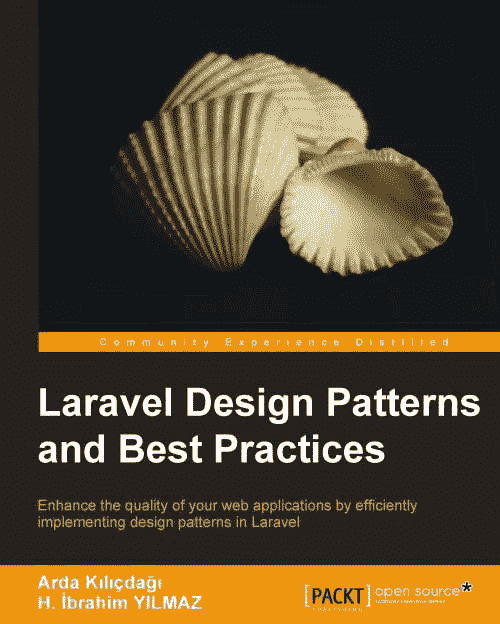 Community Experience Distilled
Laravel Design Patterns
and Best Practices
Enhance the quality of your web applications by efficiently
implementing design patterns in Laravel
Arda Kılıçdağı
H. İbrahim YILMAZ
[PACKT] open source*
PUBLISHING